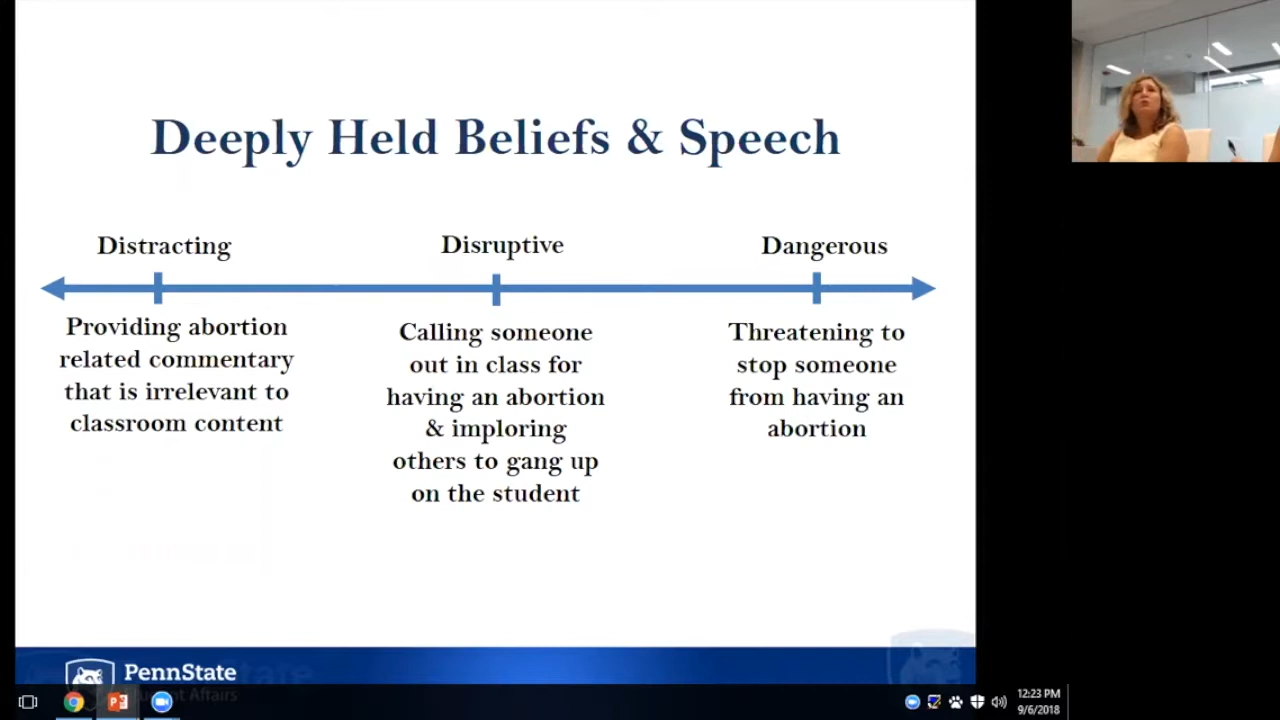 Deeply Held Beliefs & Speech
Distracting
Disruptive
Dangerous
Providing abortion
related commentary
that is irrelevant to
classroom content
Calling someone
out in class for
having an abortion
& imploring
others to gang up
on the student
Threatening to
stop someone
from having an
abortion
PennState
12:23 PM
9/6/2018